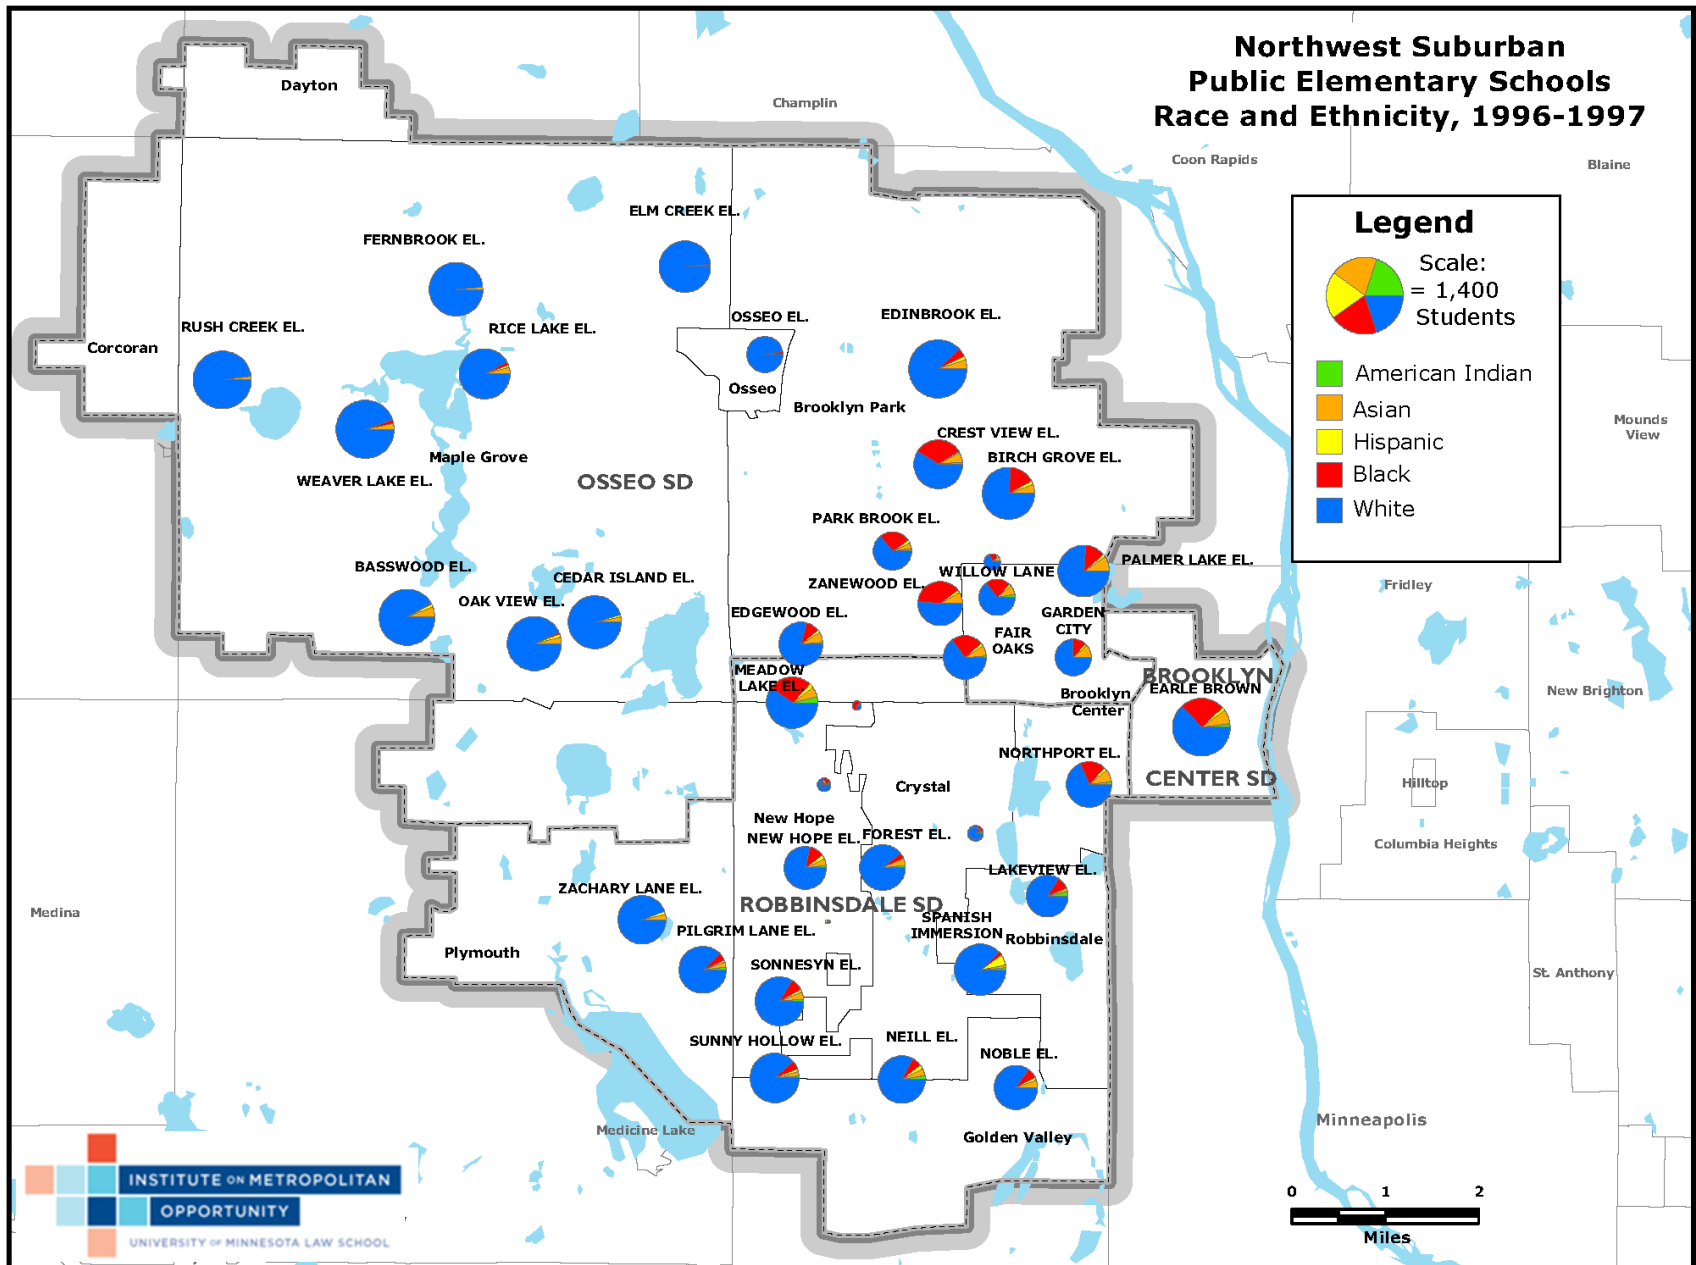 Northwest Suburban
Public Elementary Schools
Race and Ethnicity, 1996-1997
Dayton
Champlin
Coon Rapids
Blaine
Legend
Scale:
= 1,400
Students
American Indian
Asian
Hispanic
Black
White
ELM CREEK EL.
FERNBROOK EL.
RUSH CREEK EL.
RICE LAKE EL.
OSSEO EL.
EDINBROOK EL.
Corcoran
Osseo
Brooklyn Park
Mounds
View
CREST VIEW EL.
BIRCH GROVE EL.
Maple Grove
WEAVER LAKE EL.
OSSEO SD
PARK BROOK EL.
PALMER LAKE EL.
BASSWOOD EL.
CEDAR ISLAND EL.
ZANEWOOD EL.
WILLOW LANE
Fridley
OAK VIEW EL.
EDGEWOOD EL.
GARDEN
CITY
FAIR
OAKS
MEADOW
LAKE EL.
BROOKLYN
EARLE BROWN
Brooklyn
Center
New Brighton
NORTHPORT EL.
CENTER SD
Crystal
Hilltop
New Hope
NEW HOPE EL.
FOREST EL.
Columbia Heights
LAKEVIEW EL.
ZACHARY LANE EL.
ROBBINSDALE SD
Medina
SPANISH
IMMERSION
PILGRIM LANE EL.
Robbinsdale
Plymouth
SONNESYN EL.
St. Anthony
SUNNY HOLLOW EL.
NEILL EL.
NOBLE EL.
Medicine Lake
Golden Valley
Minneapolis
INSTITUTE ON METROPOLITAN
OPPORTUNITY
UNIVERSITY OF MINNESOTA LAW SCHOOL
0 1 2
Miles